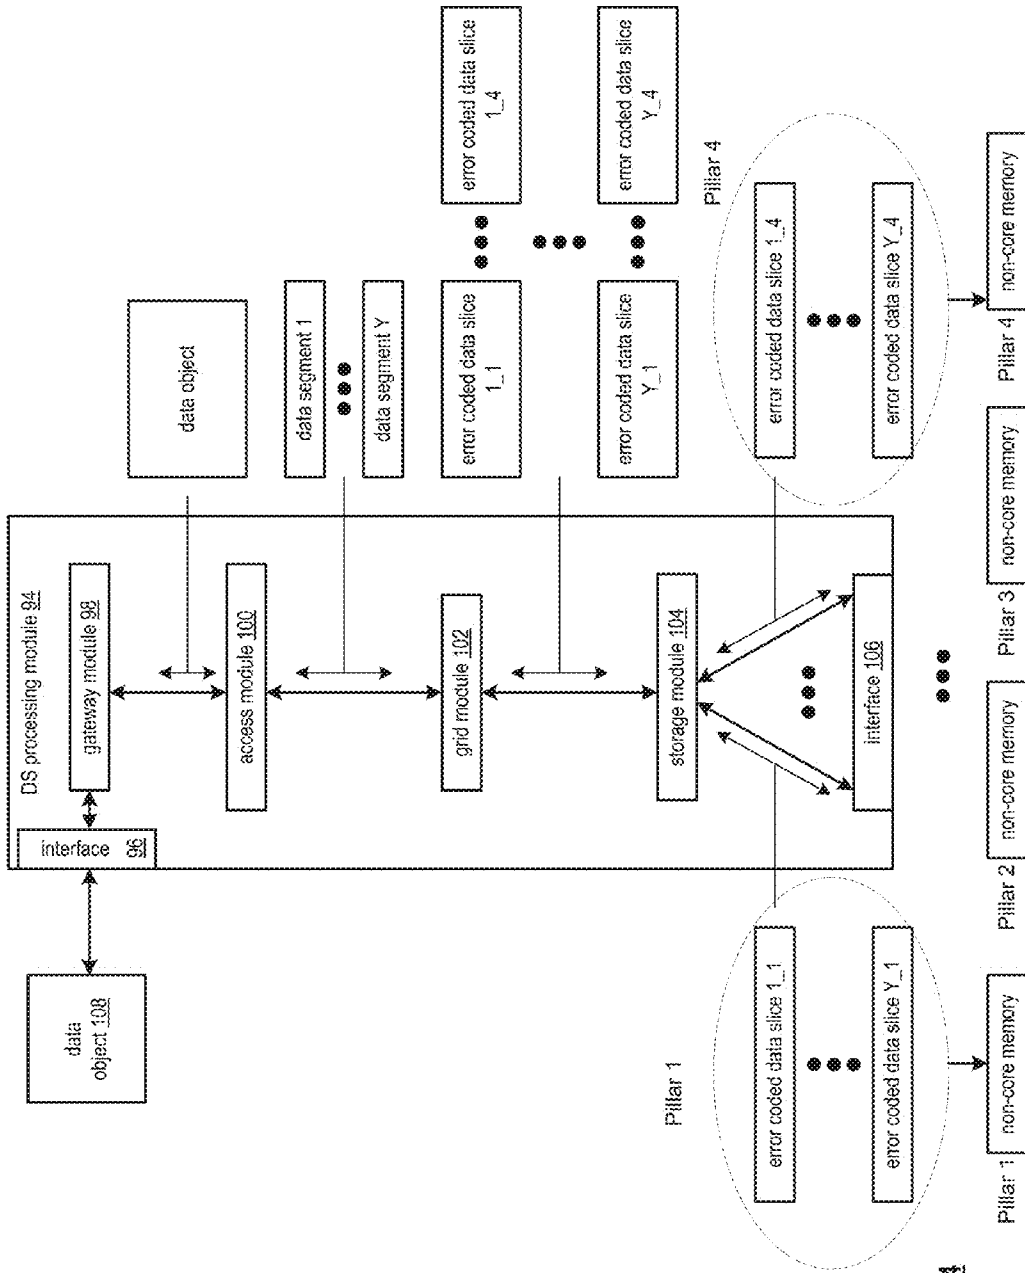 data
object 108
interface 96
DS processing module 94
gateway module 98
access module 100
grid module 102
storage module 104
interface 106
data object
data segment 1
data segment Y
error coded data slice
1_1
error coded data slice
1_4
error coded data slice
Y_1
error coded data slice
Y_4
Pillar 1
error coded data slice 1_1
error coded data slice Y_1
Pillar 4
error coded data slice 1_4
error coded data slice Y_4
Pillar 1
non-core memory
Pillar 2
non-core memory
Pillar 3
non-core memory
Pillar 4
non-core memory